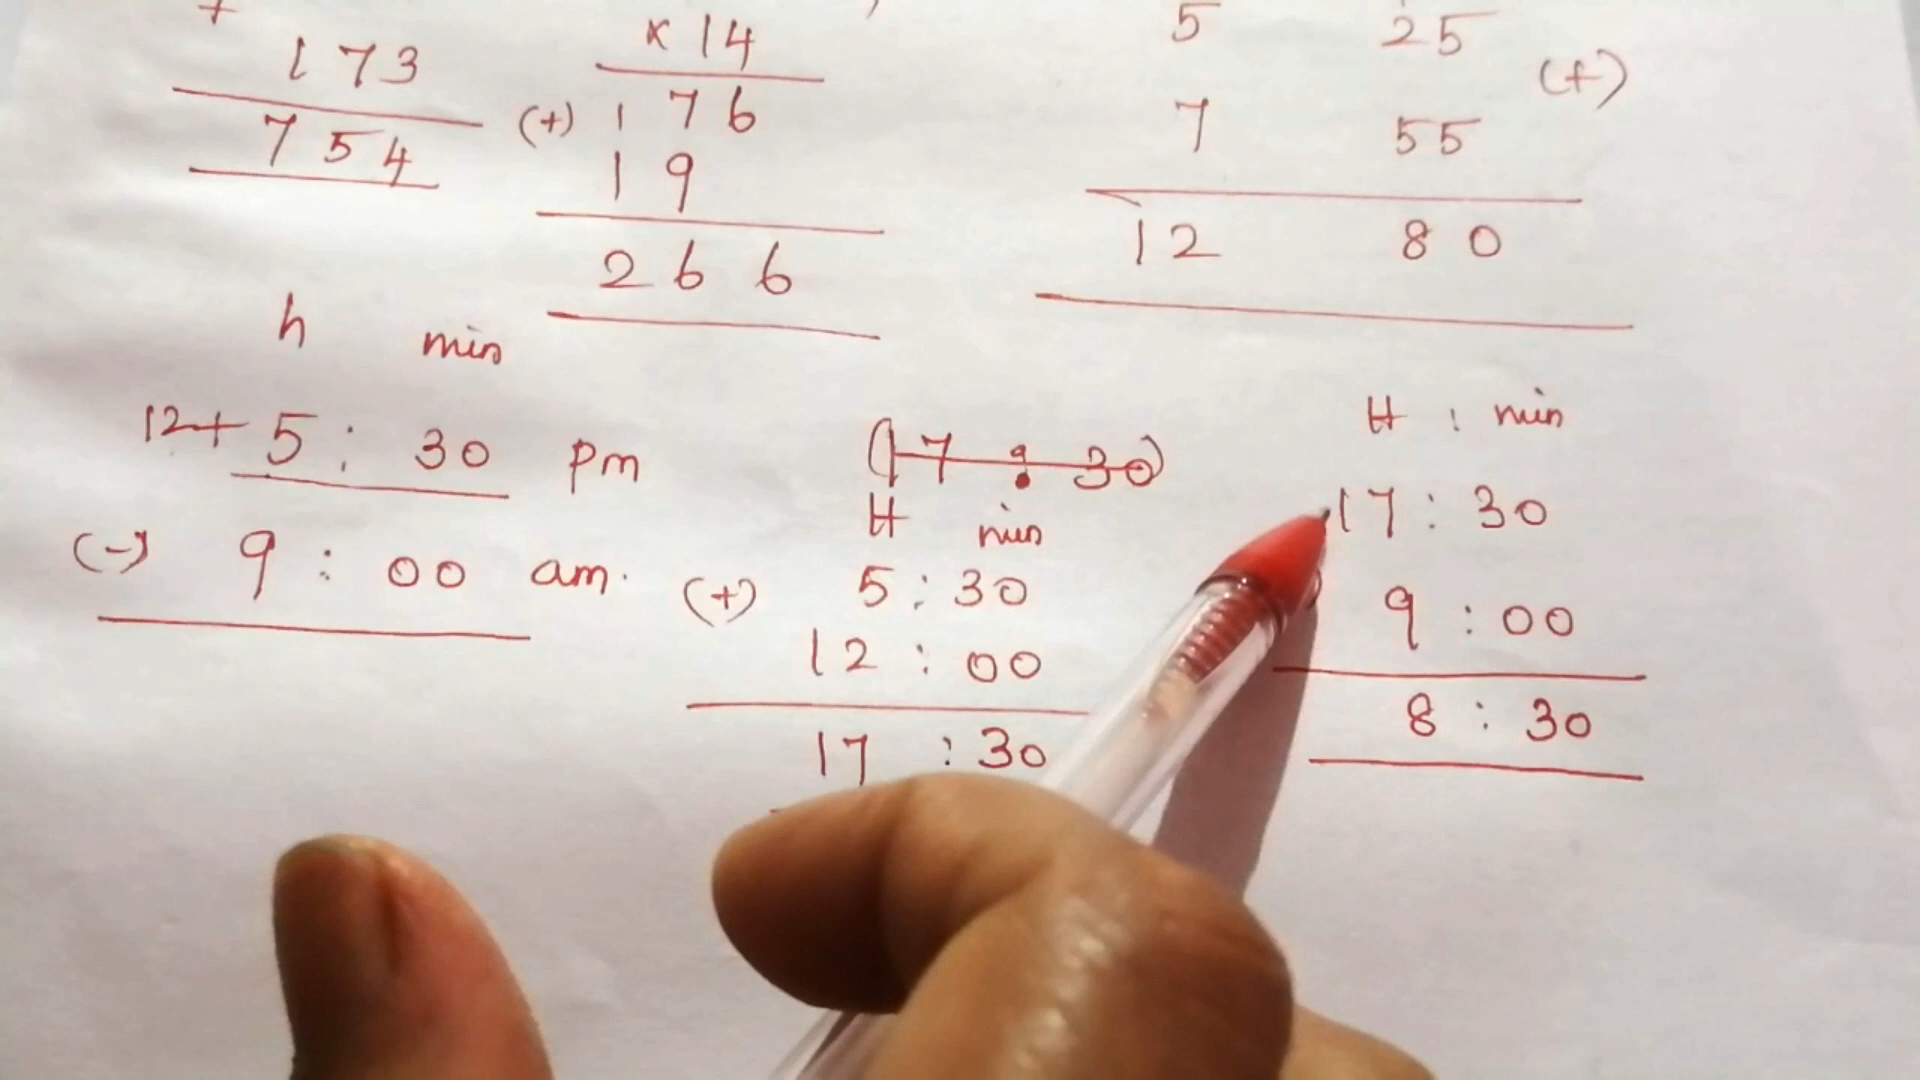 +
173
754
× 14
(+) 176
19
266
5 25
7 55 (+)
12 80
h min
12+ 5 : 30 pm
(-) 9 : 00 am.
(17 : 30)
H min
(+) 5 : 30
12 : 00
17 : 30
H : min
17 : 30
9 : 00
8 : 30